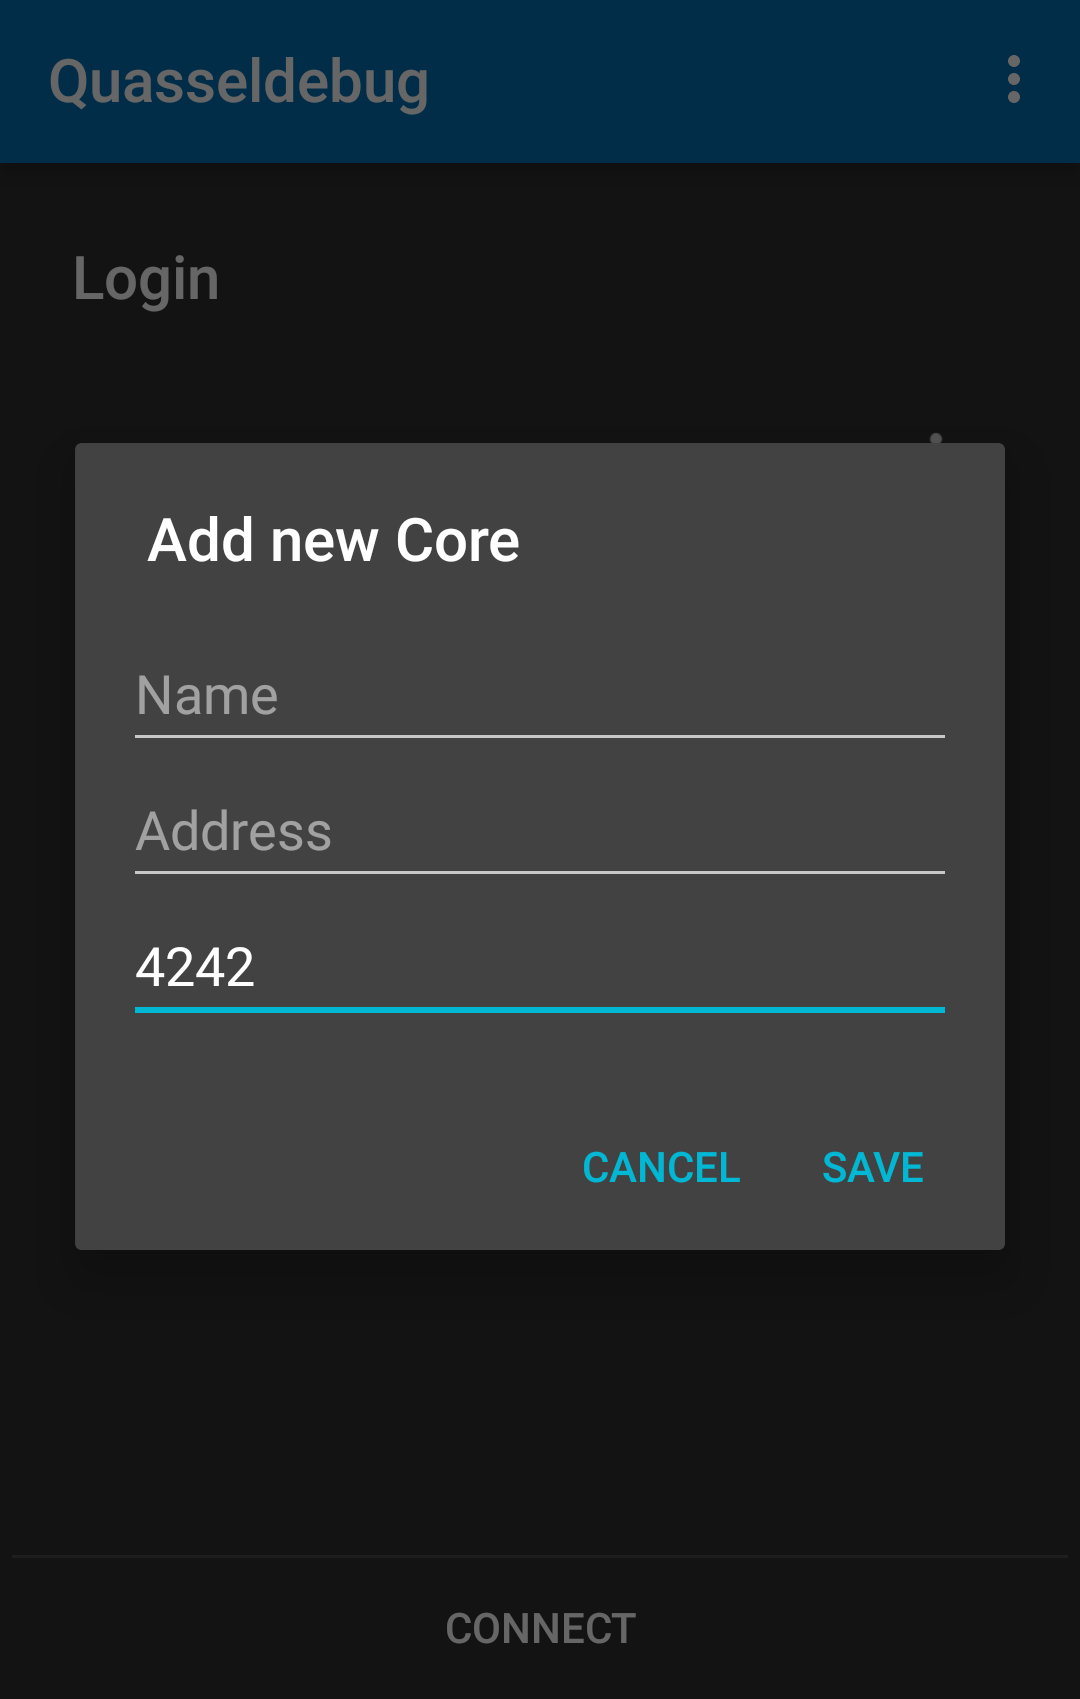 Quasseldebug
Login
Add new Core
Name
Address
4242
CANCEL SAVE
CONNECT